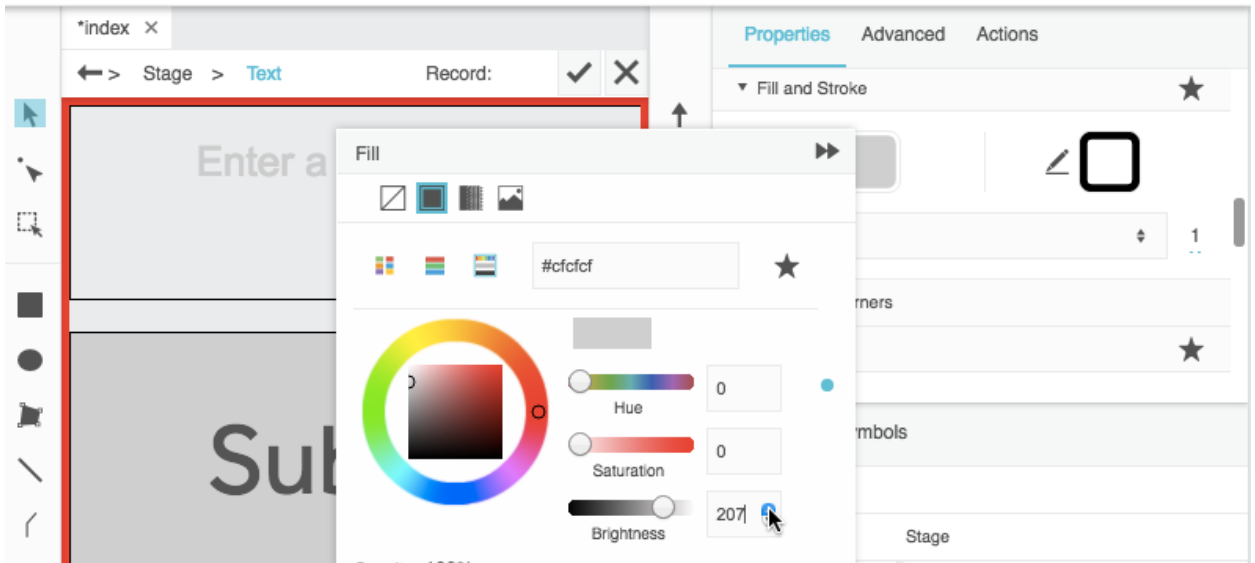 *index
Properties Advanced Actions
> Stage > Text Record:
Fill and Stroke
Enter a
Fill
1
#cfcfcf
rners
0
Hue
0
mbols
Saturation
207
Brightness
Stage